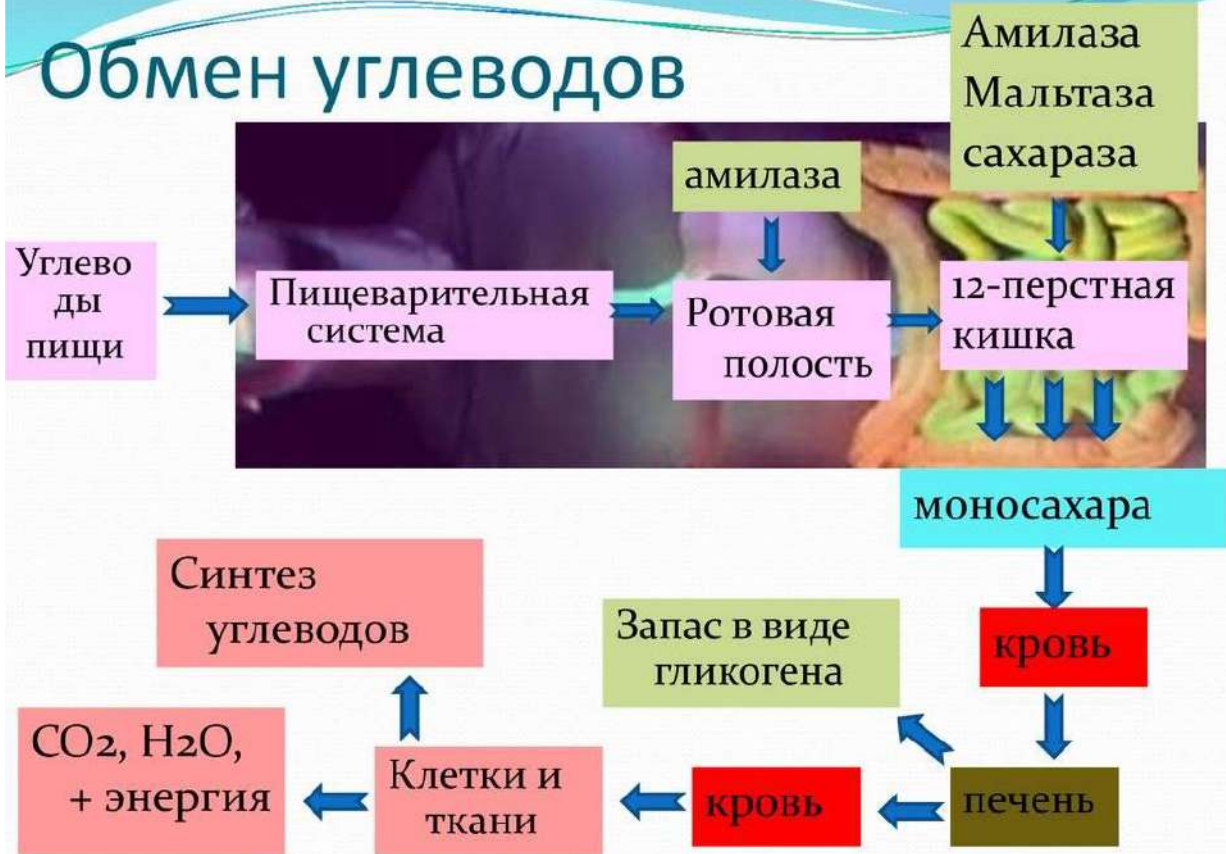 Обмен углеводов
Амилаза
Мальтаза
сахараза
амилаза
Углево
ды
пищи
Пищеварительная
система
Ротовая
полость
12-перстная
кишка
моносахара
Синтез
углеводов
Запас в виде
гликогена
кровь
CO2, H2O,
+ энергия
Клетки и
ткани
кровь
печень